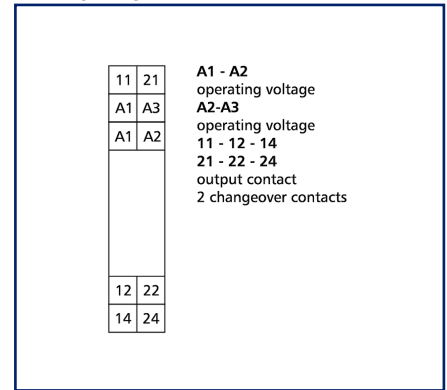 11 21
A1 A3
A1 A2
12 22
14 24
A1 - A2
operating voltage
A2-A3
operating voltage
11 - 12 - 14
21 - 22 - 24
output contact
2 changeover contacts